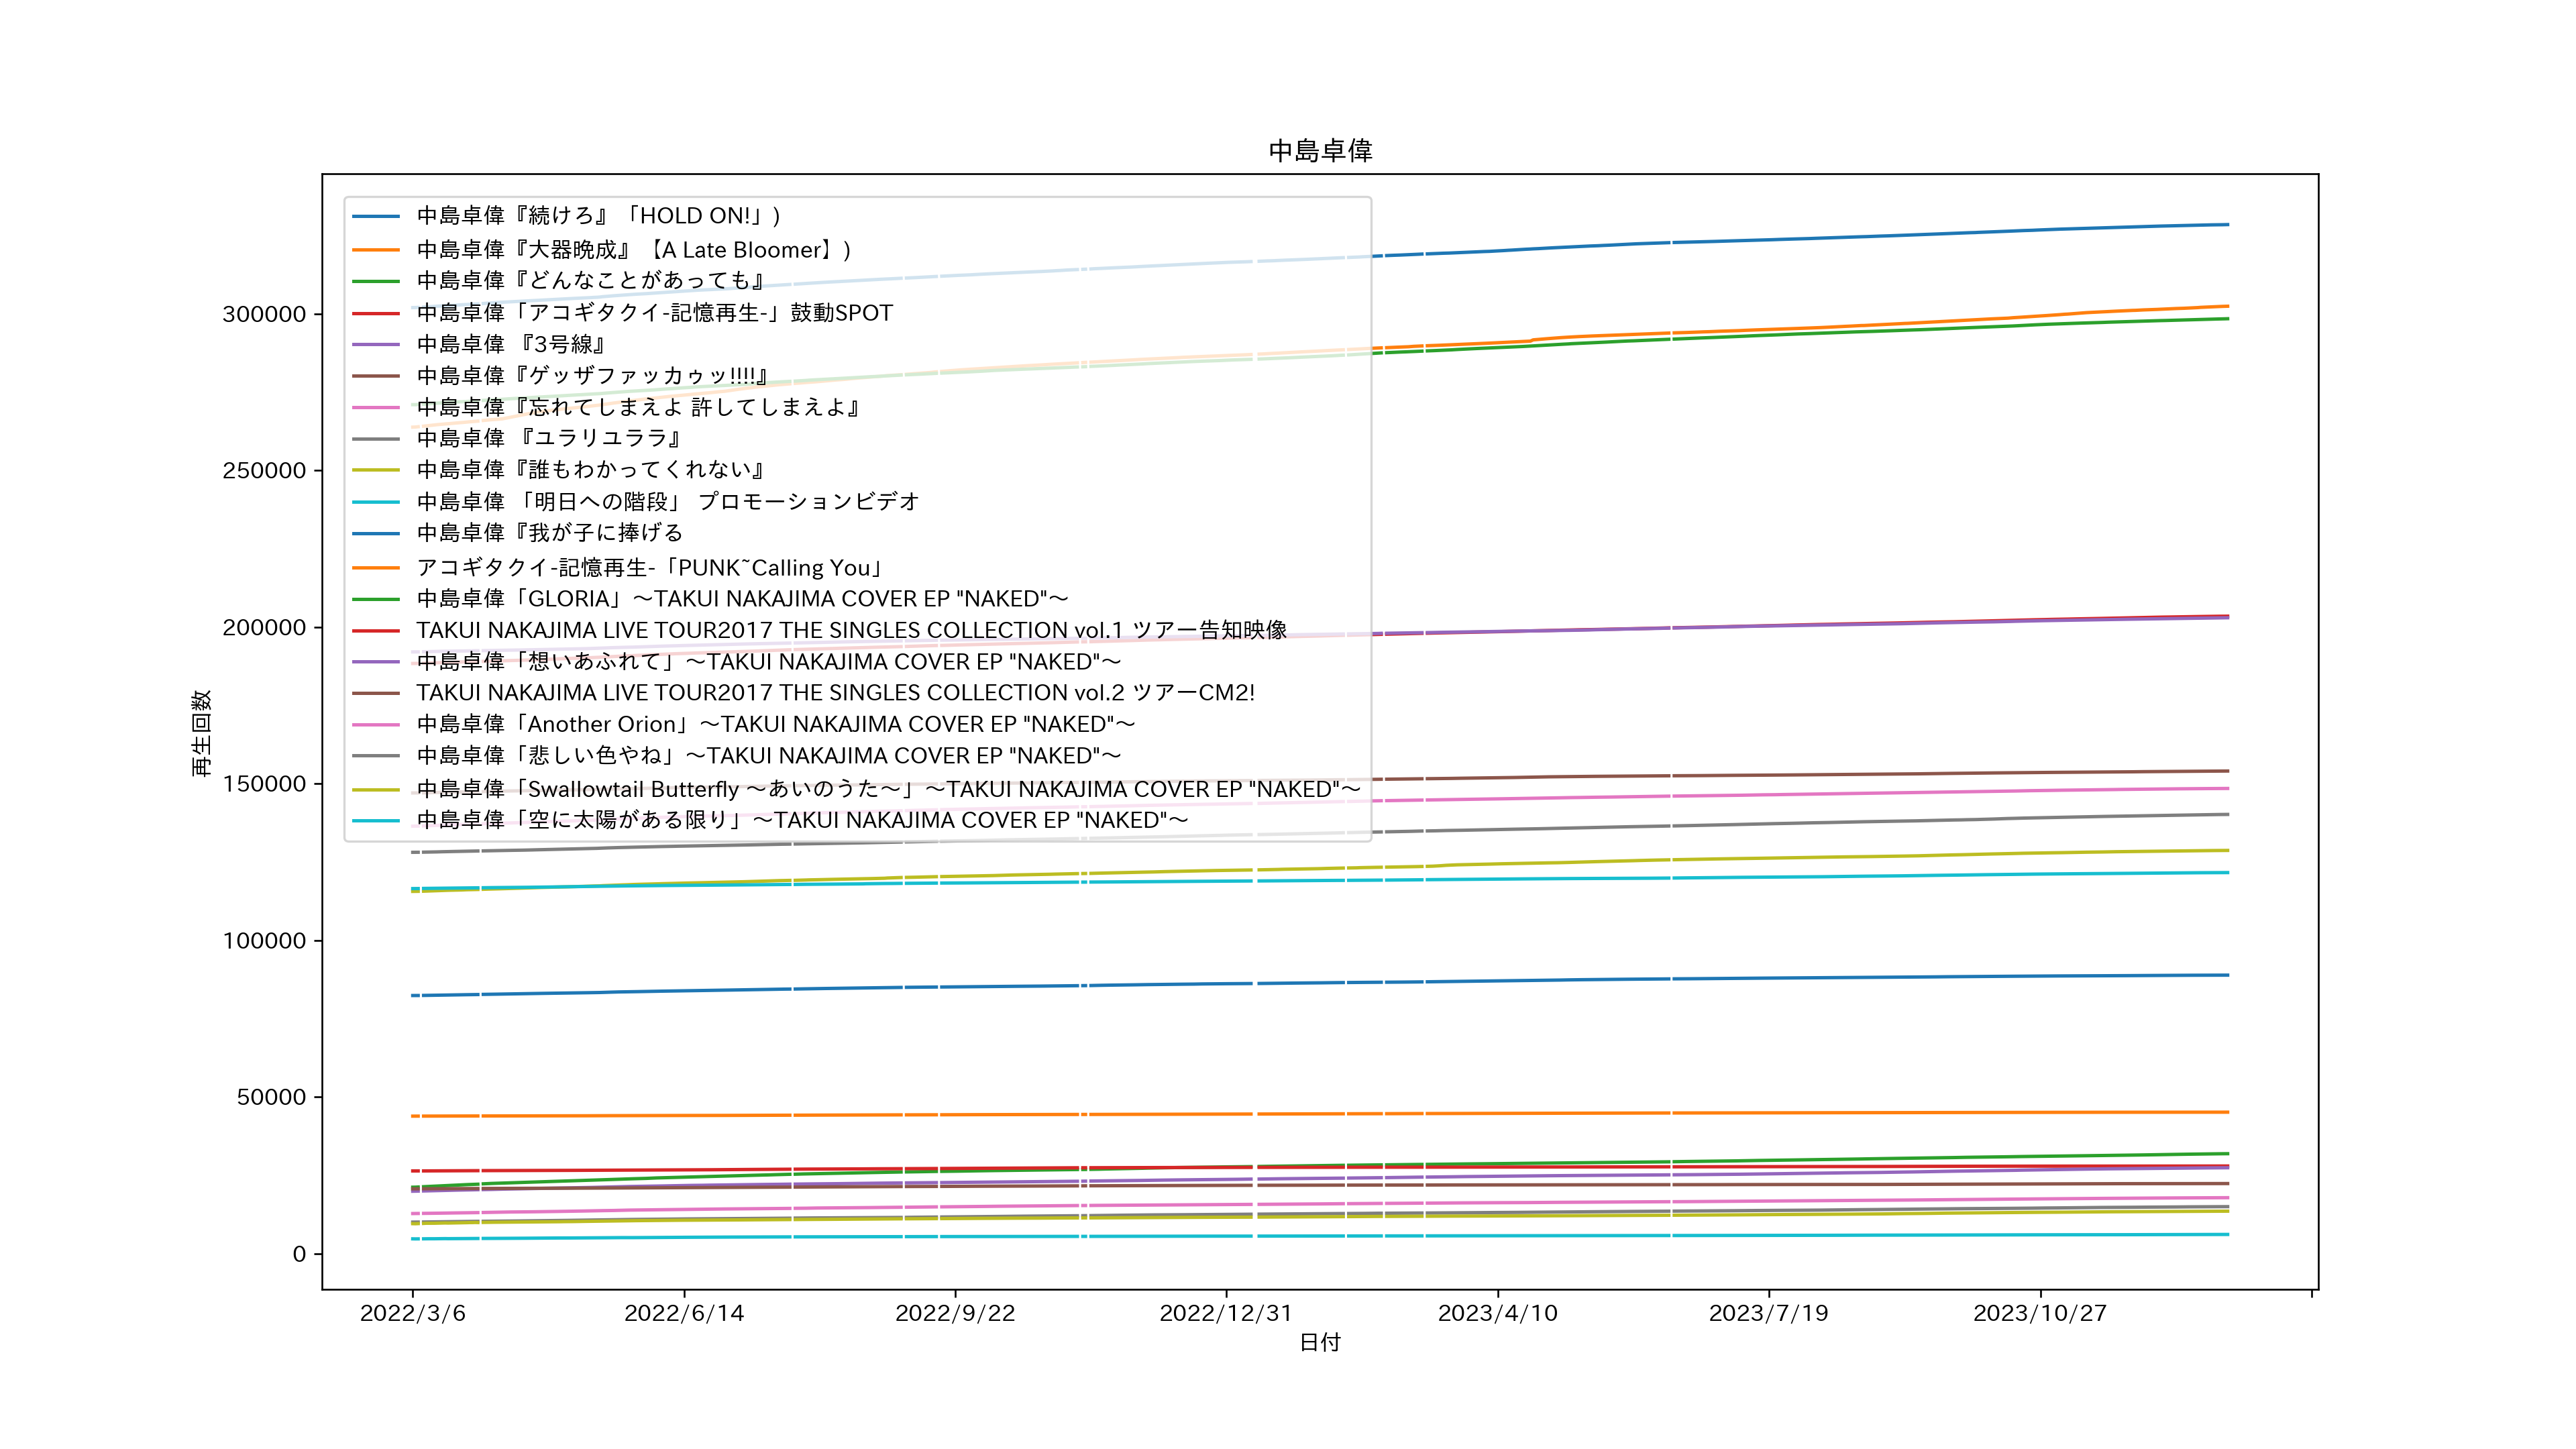 中島卓偉
中島卓偉『続けろ』「HOLD ON!」)
中島卓偉『大器晩成』【A Late Bloomer】)
中島卓偉『どんなことがあっても』
中島卓偉「アコギタクイ-記憶再生-」鼓動SPOT
中島卓偉 『3号線』
中島卓偉『ゲッザファッカゥッ!!!!』
中島卓偉『忘れてしまえよ 許してしまえよ』
中島卓偉 『ユラリユララ』
中島卓偉『誰もわかってくれない』
中島卓偉 「明日への階段」 プロモーションビデオ
中島卓偉『我が子に捧げる
アコギタクイ-記憶再生-「PUNK~Calling You」
中島卓偉「GLORIA」～TAKUI NAKAJIMA COVER EP "NAKED"～
TAKUI NAKAJIMA LIVE TOUR2017 THE SINGLES COLLECTION vol.1 ツアー告知映像
中島卓偉「想いあふれて」～TAKUI NAKAJIMA COVER EP "NAKED"～
TAKUI NAKAJIMA LIVE TOUR2017 THE SINGLES COLLECTION vol.2 ツアーCM2!
中島卓偉「Another Orion」～TAKUI NAKAJIMA COVER EP "NAKED"～
中島卓偉「悲しい色やね」～TAKUI NAKAJIMA COVER EP "NAKED"～
中島卓偉「Swallowtail Butterfly ～あいのうた～」～TAKUI NAKAJIMA COVER EP "NAKED"～
中島卓偉「空に太陽がある限り」～TAKUI NAKAJIMA COVER EP "NAKED"～
300000
250000
200000
150000
100000
50000
0
再生回数
2022/3/6 2022/6/14 2022/9/22 2022/12/31 2023/4/10 2023/7/19 2023/10/27
日付